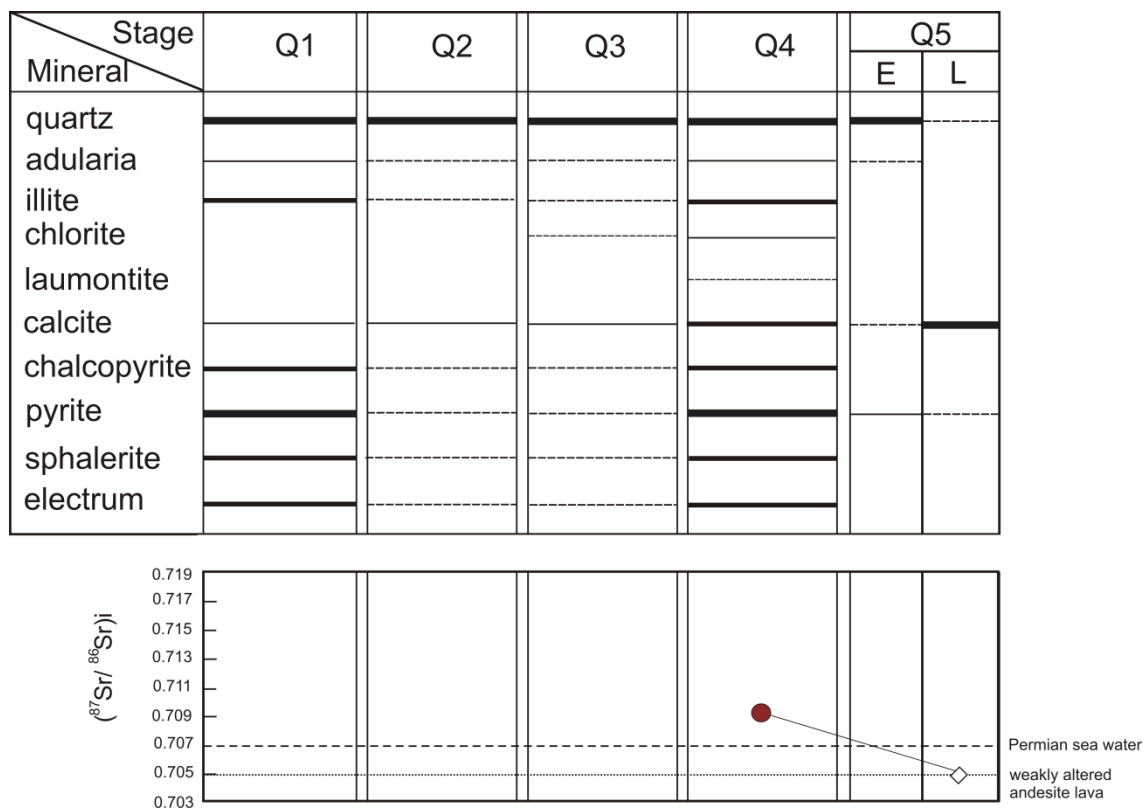 Stage
Mineral
Q1
Q2
Q3
Q4
Q5
E
L
quartz
adularia
illite
chlorite
laumontite
calcite
chalcopyrite
pyrite
sphalerite
electrum
(⁸⁷Sr/ ⁸⁶Sr)i
0.719
0.717
0.715
0.713
0.711
0.709
0.707
0.705
0.703
Permian sea water
weakly altered
andesite lava